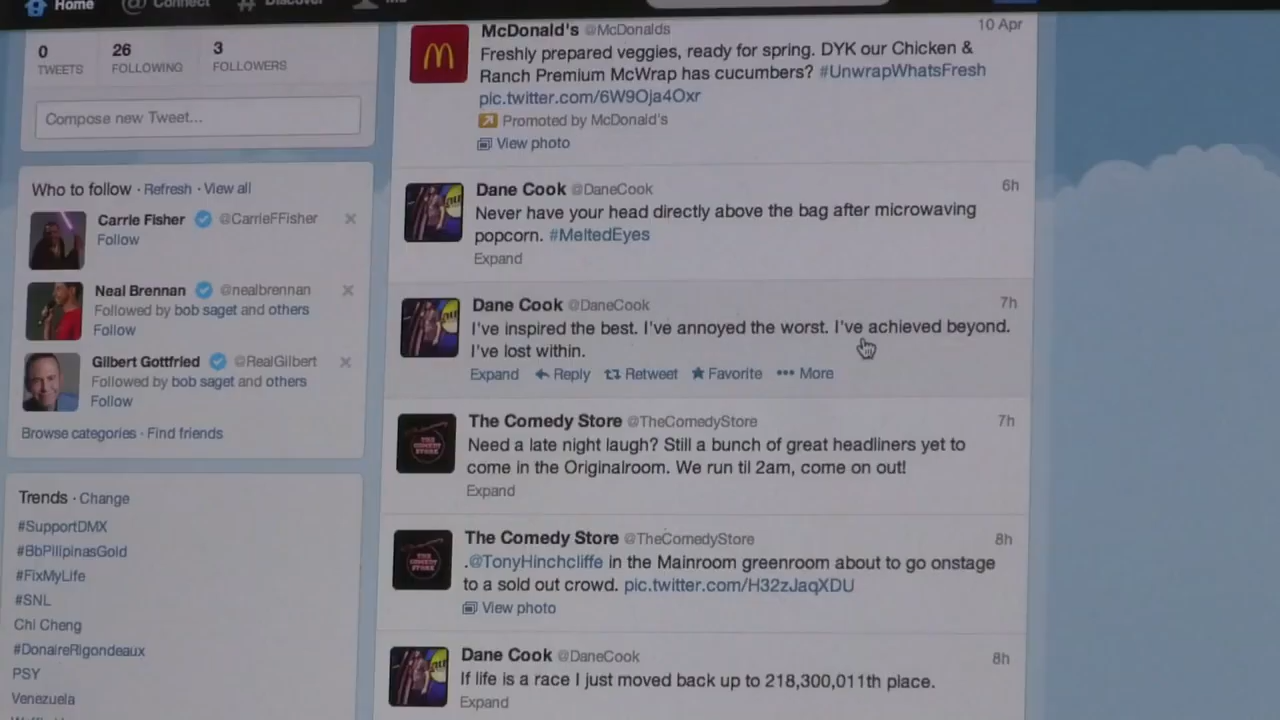 Home
Connect
Discover
Me
0
26
3
TWEETS
FOLLOWING
FOLLOWERS
Compose new Tweet...
Who to follow · Refresh · View all
Carrie Fisher @CarrieFFisher
Follow
Neal Brennan @nealbrennan
Followed by bob saget and others
Follow
Gilbert Gottfried @RealGilbert
Followed by bob saget and others
Follow
Browse categories · Find friends
Trends · Change
#SupportDMX
#BbPilipinasGold
#FixMyLife
#SNL
Chi Cheng
#DonaireRigondeaux
PSY
Venezuela
McDonald's @McDonalds
10 Apr
Freshly prepared veggies, ready for spring. DYK our Chicken &
Ranch Premium McWrap has cucumbers? #UnwrapWhatsFresh
pic.twitter.com/6W9Oja4Oxr
Promoted by McDonald's
View photo
Dane Cook @DaneCook
6h
Never have your head directly above the bag after microwaving
popcorn. #MeltedEyes
Expand
Dane Cook @DaneCook
7h
I've inspired the best. I've annoyed the worst. I've achieved beyond.
I've lost within.
Expand Reply Retweet Favorite ••• More
The Comedy Store @TheComedyStore
7h
Need a late night laugh? Still a bunch of great headliners yet to
come in the Originalroom. We run til 2am, come on out!
Expand
THE
COMEDY
STORE
The Comedy Store @TheComedyStore
8h
.@TonyHinchcliffe in the Mainroom greenroom about to go onstage
to a sold out crowd. pic.twitter.com/H32zJaqXDU
View photo
THE
COMEDY
STORE
Dane Cook @DaneCook
8h
If life is a race I just moved back up to 218,300,011th place.
Expand